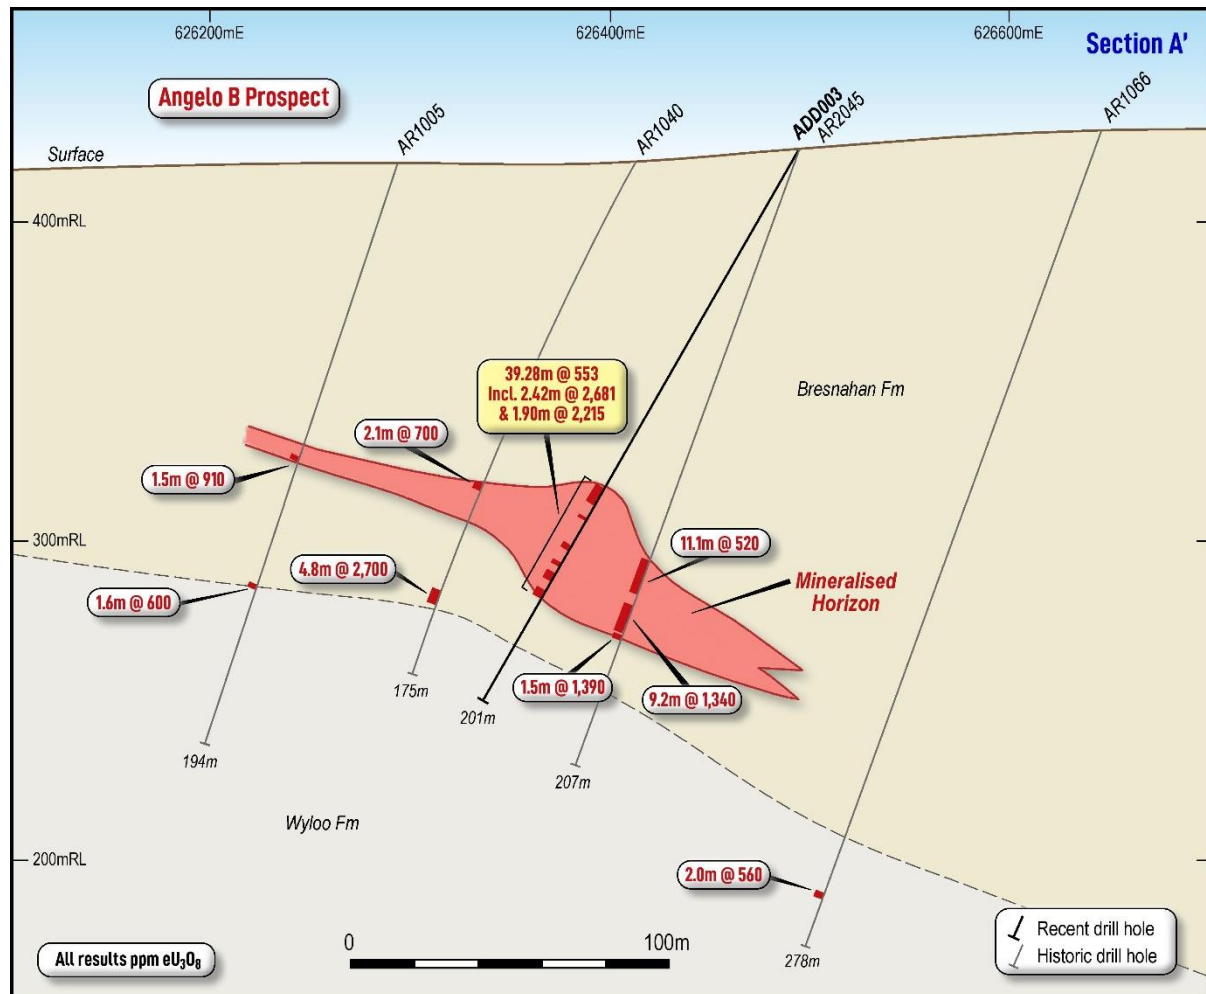 626200mE
626400mE
626600mE
Section A'
Angelo B Prospect
AR1005
AR1040
ADD003
AR2045
AR1066
Surface
400mRL
39.28m @ 553
Incl. 2.42m @ 2,681
& 1.90m @ 2,215
Bresnahan Fm
2.1m @ 700
1.5m @ 910
300mRL
11.1m @ 520
4.8m @ 2,700
Mineralised
Horizon
1.6m @ 600
175m
1.5m @ 1,390
9.2m @ 1,340
201m
194m
207m
Wyloo Fm
200mRL
2.0m @ 560
All results ppm eU₃O₈
0
100m
278m
Recent drill hole
Historic drill hole